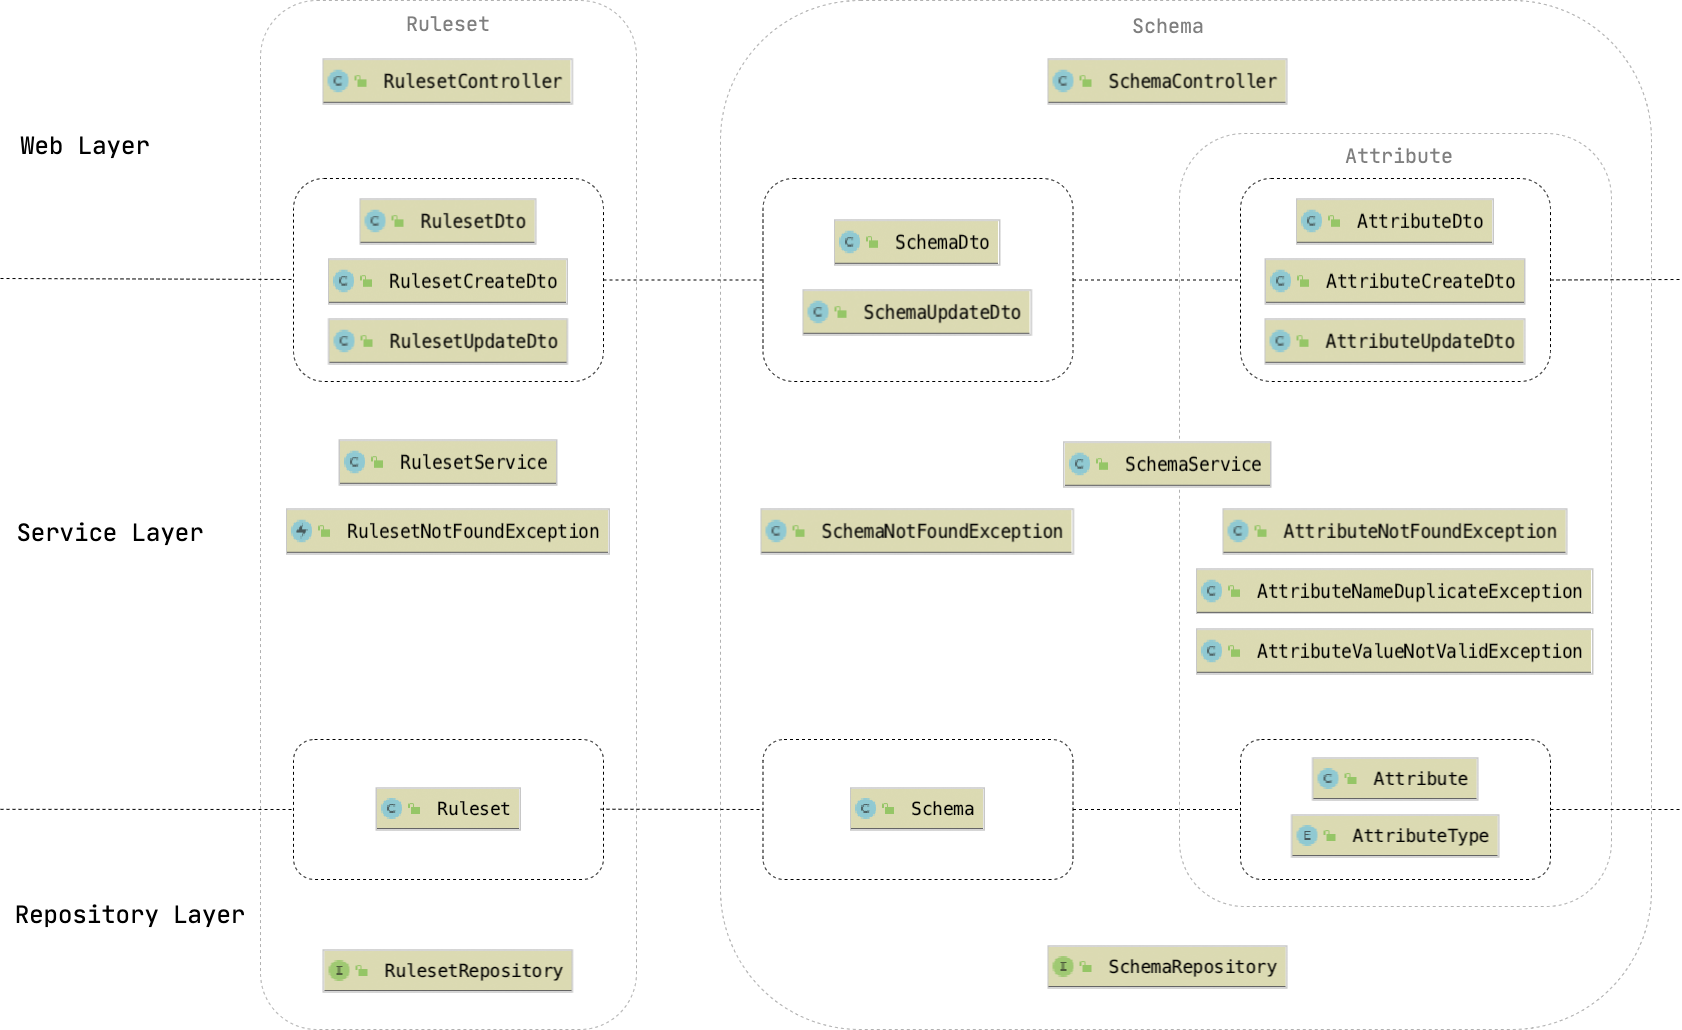 Ruleset
Schema
C RulesetController
C SchemaController
Web Layer
Attribute
C RulesetDto
C RulesetCreateDto
C RulesetUpdateDto
C SchemaDto
C SchemaUpdateDto
C AttributeDto
C AttributeCreateDto
C AttributeUpdateDto
C RulesetService
C SchemaService
Service Layer
RulesetNotFoundException
C SchemaNotFoundException
C AttributeNotFoundException
C AttributeNameDuplicateException
C AttributeValueNotValidException
C Ruleset
C Schema
C Attribute
E AttributeType
Repository Layer
I RulesetRepository
I SchemaRepository